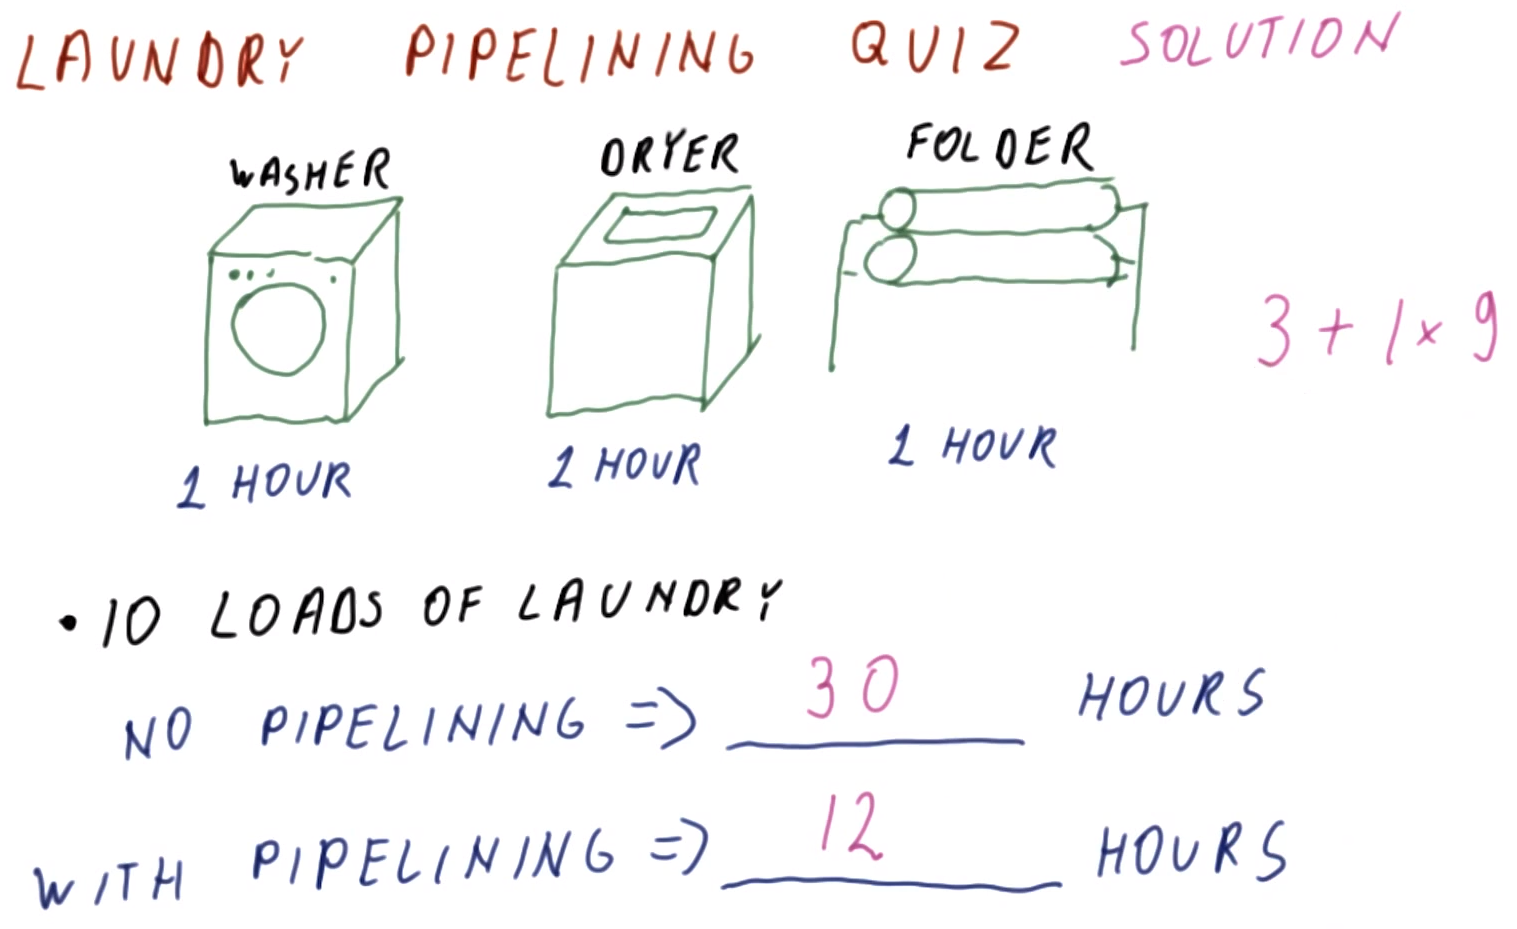 LAUNDRY PIPELINING QUIZ SOLUTION
WASHER DRYER FOLDER
3 + 1 × 9
1 HOUR 1 HOUR 1 HOUR
• 10 LOADS OF LAUNDRY
NO PIPELINING => 30 HOURS
WITH PIPELINING => 12 HOURS